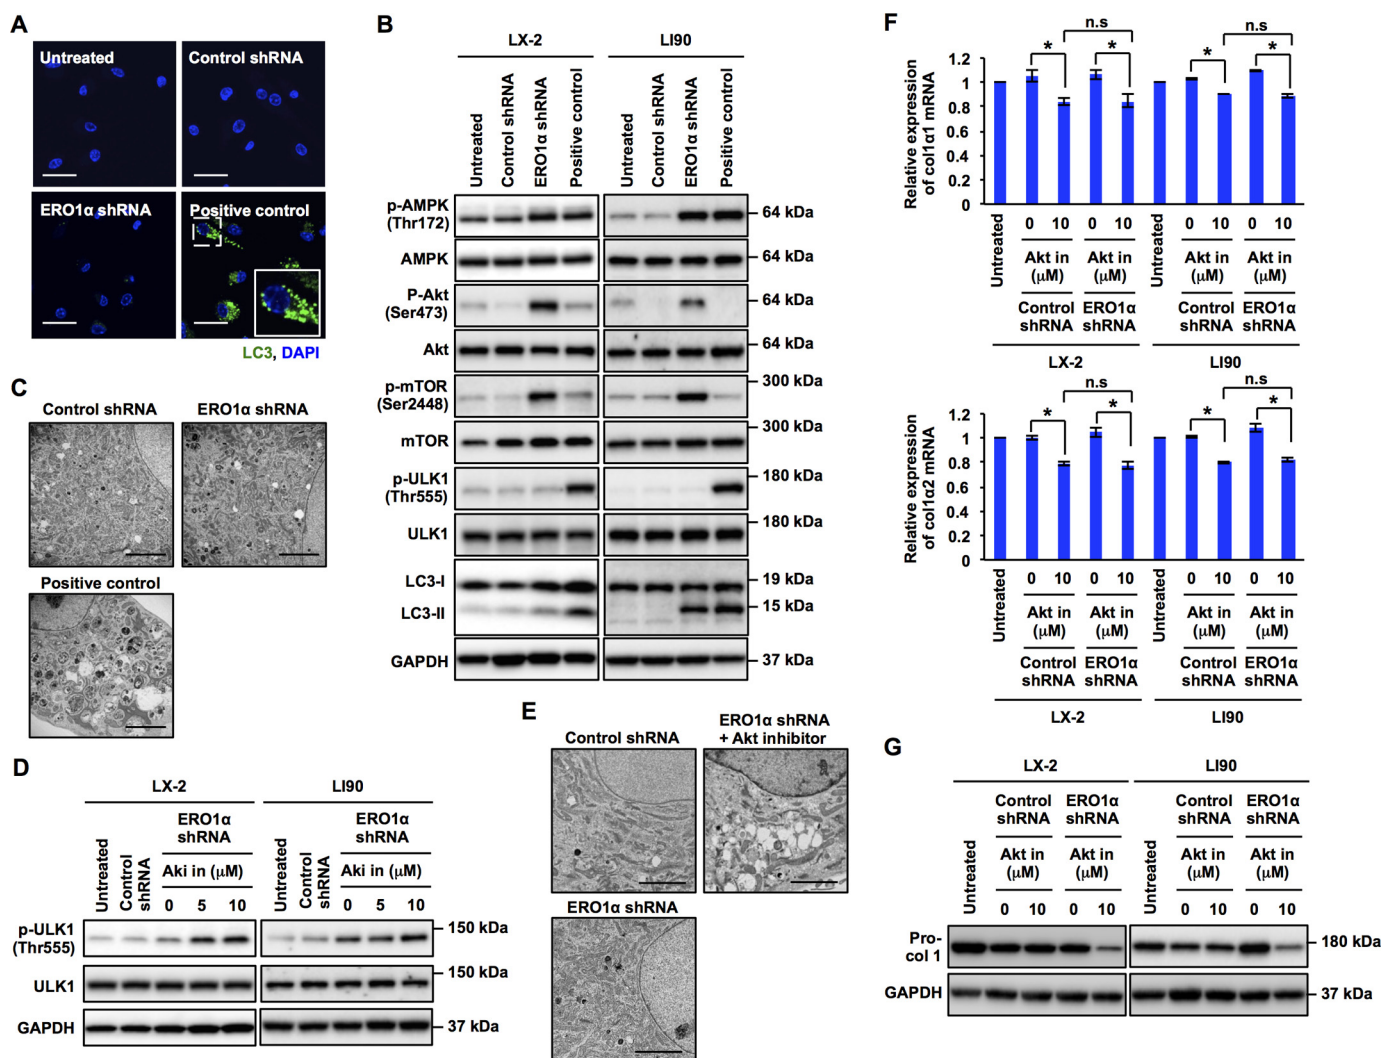 A
Untreated
Control shRNA
ERO1α shRNA
Positive control
LC3, DAPI
B
LX-2
LI90
Untreated
Control shRNA
ERO1α shRNA
Positive control
Untreated
Control shRNA
ERO1α shRNA
Positive control
p-AMPK
(Thr172)
64 kDa
AMPK
64 kDa
P-Akt
(Ser473)
64 kDa
Akt
64 kDa
p-mTOR
(Ser2448)
300 kDa
mTOR
300 kDa
p-ULK1
(Thr555)
180 kDa
ULK1
180 kDa
LC3-I
19 kDa
LC3-II
15 kDa
GAPDH
37 kDa
C
Control shRNA
ERO1α shRNA
Positive control
D
LX-2
LI90
ERO1α
shRNA
ERO1α
shRNA
Untreated
Control
shRNA
Aki in (μM)
Untreated
Control
shRNA
Aki in (μM)
0 5 10
0 5 10
p-ULK1
(Thr555)
150 kDa
ULK1
150 kDa
GAPDH
37 kDa
E
Control shRNA
ERO1α shRNA
+ Akt inhibitor
ERO1α shRNA
F
Relative expression
of col1α1 mRNA
1.2
1
0.8
0.6
0.4
0.2
0
n.s
n.s
* * * *
Untreated
0 10
0 10
Untreated
0 10
0 10
Akt in
(μM)
Akt in
(μM)
Akt in
(μM)
Akt in
(μM)
Control
shRNA
ERO1α
shRNA
Control
shRNA
ERO1α
shRNA
LX-2
LI90
Relative expression
of col1α2 mRNA
1.2
1
0.8
0.6
0.4
0.2
0
n.s
n.s
* * * *
Untreated
0 10
0 10
Untreated
0 10
0 10
Akt in
(μM)
Akt in
(μM)
Akt in
(μM)
Akt in
(μM)
Control
shRNA
ERO1α
shRNA
Control
shRNA
ERO1α
shRNA
LX-2
LI90
G
LX-2
LI90
Untreated
Control
shRNA
ERO1α
shRNA
Untreated
Control
shRNA
ERO1α
shRNA
Akt in
(μM)
Akt in
(μM)
Akt in
(μM)
Akt in
(μM)
0 10 0 10
0 10 0 10
Pro-
col 1
180 kDa
GAPDH
37 kDa